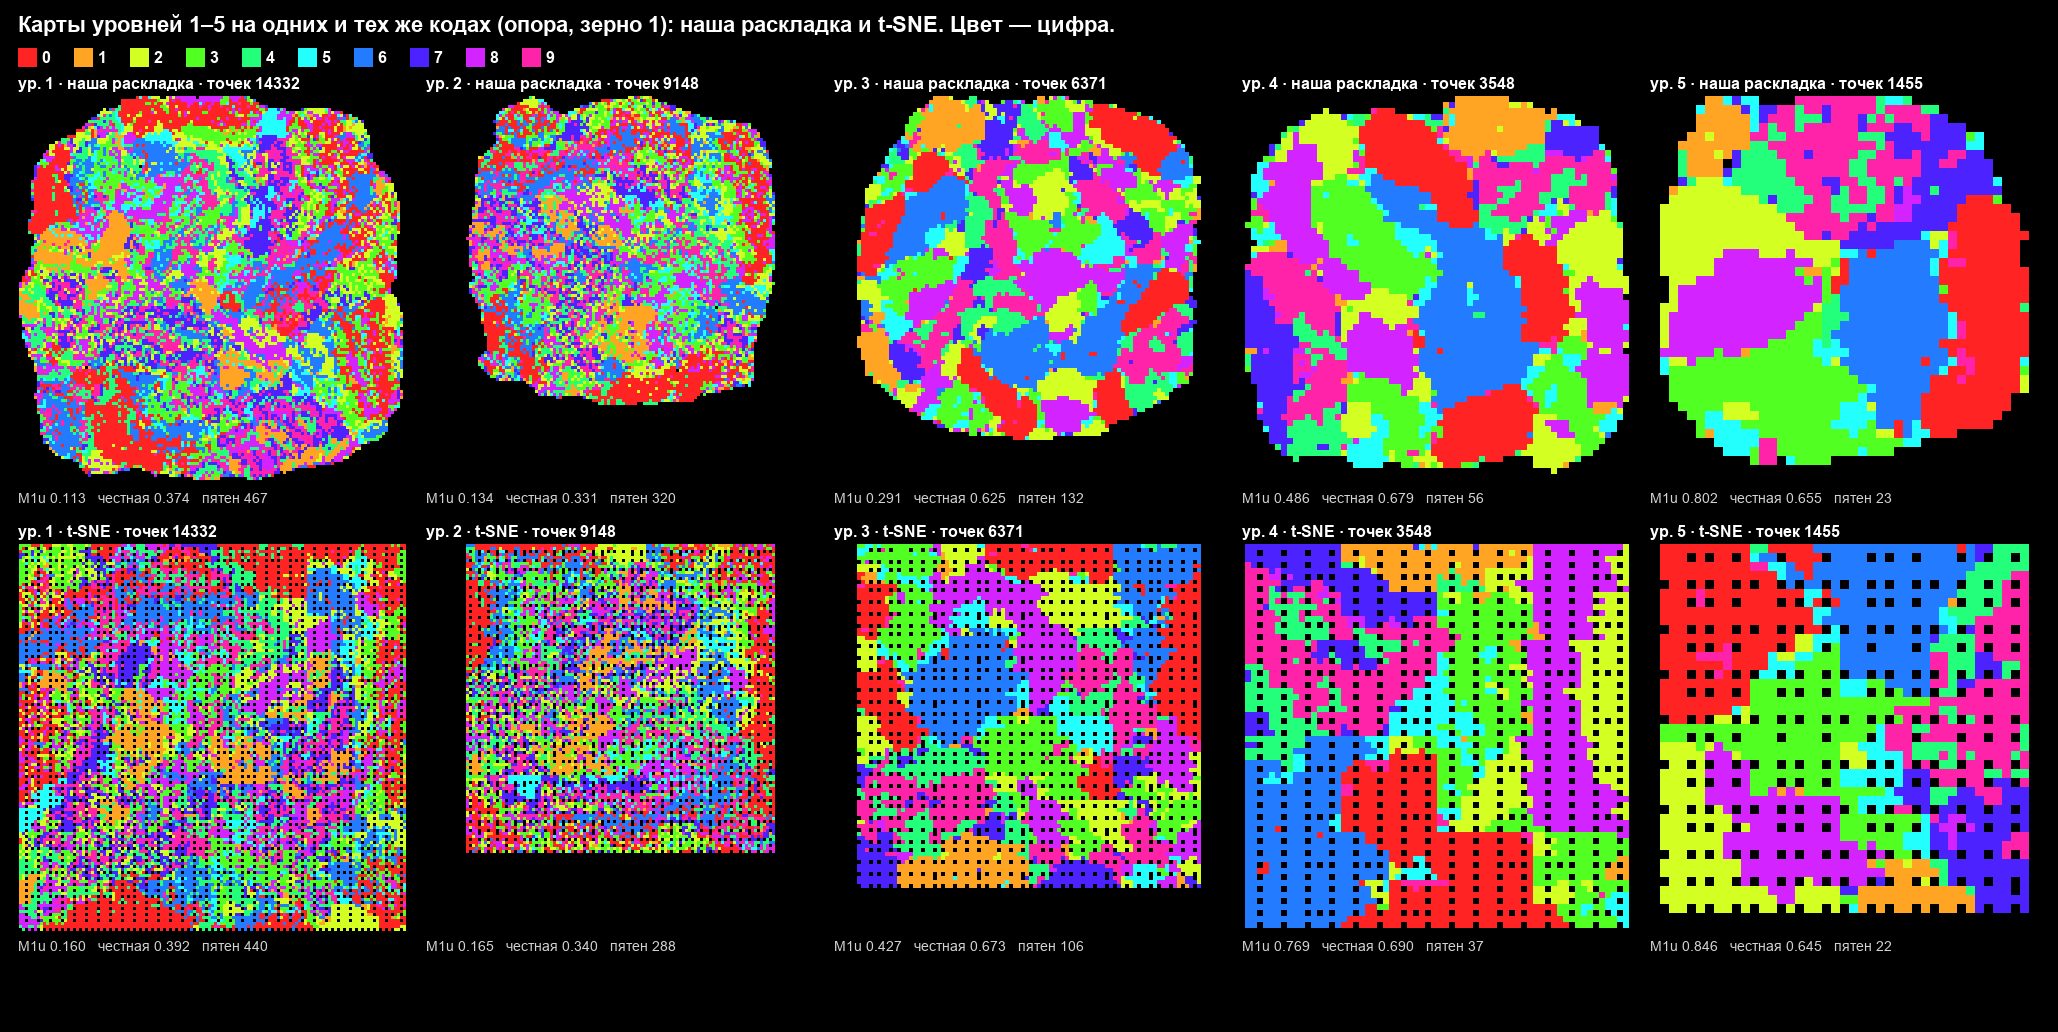 Карты уровней 1–5 на одних и тех же кодах (опора, зерно 1): наша раскладка и t-SNE. Цвет — цифра.
0 1 2 3 4 5 6 7 8 9
ур. 1 · наша раскладка · точек 14332
ур. 2 · наша раскладка · точек 9148
ур. 3 · наша раскладка · точек 6371
ур. 4 · наша раскладка · точек 3548
ур. 5 · наша раскладка · точек 1455
M1u 0.113 честная 0.374 пятен 467
M1u 0.134 честная 0.331 пятен 320
M1u 0.291 честная 0.625 пятен 132
M1u 0.486 честная 0.679 пятен 56
M1u 0.802 честная 0.655 пятен 23
ур. 1 · t-SNE · точек 14332
ур. 2 · t-SNE · точек 9148
ур. 3 · t-SNE · точек 6371
ур. 4 · t-SNE · точек 3548
ур. 5 · t-SNE · точек 1455
M1u 0.160 честная 0.392 пятен 440
M1u 0.165 честная 0.340 пятен 288
M1u 0.427 честная 0.673 пятен 106
M1u 0.769 честная 0.690 пятен 37
M1u 0.846 честная 0.645 пятен 22